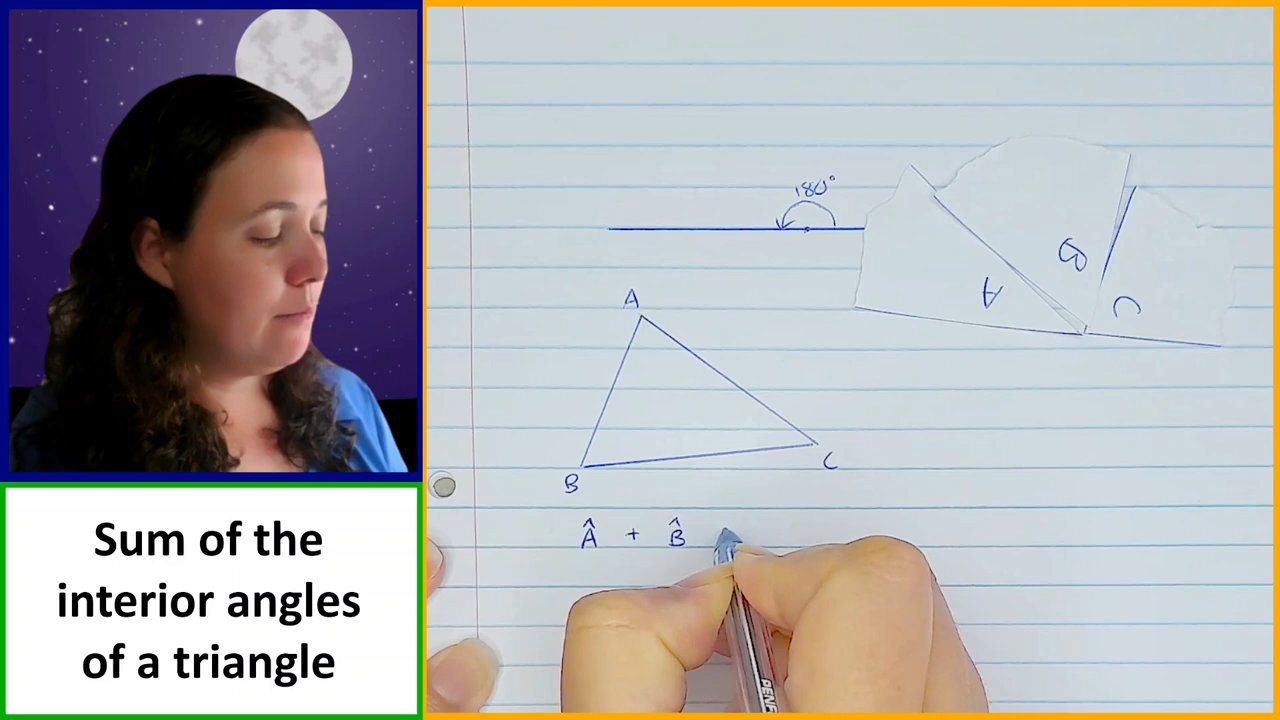 Sum of the
interior angles
of a triangle
180°
A
B
C
A
B
C
Â + B̂